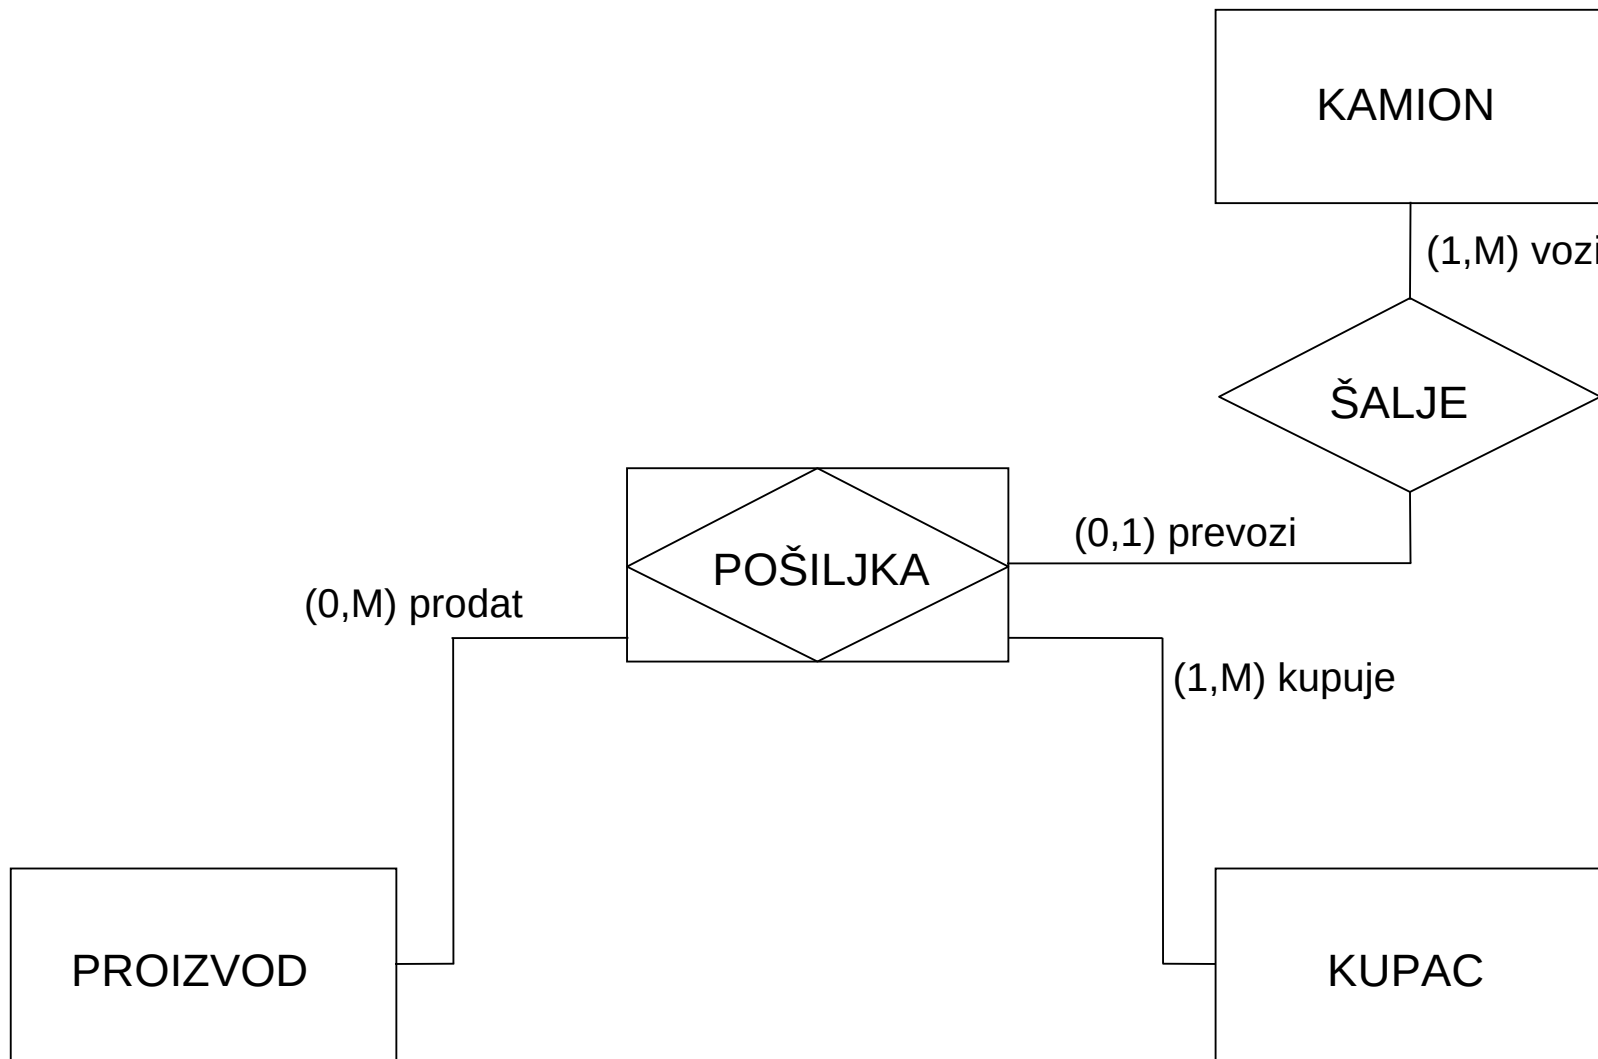 KAMION
(1,M) vozi
ŠALJE
(0,1) prevozi
POŠILJKA
(0,M) prodat
(1,M) kupuje
PROIZVOD
KUPAC